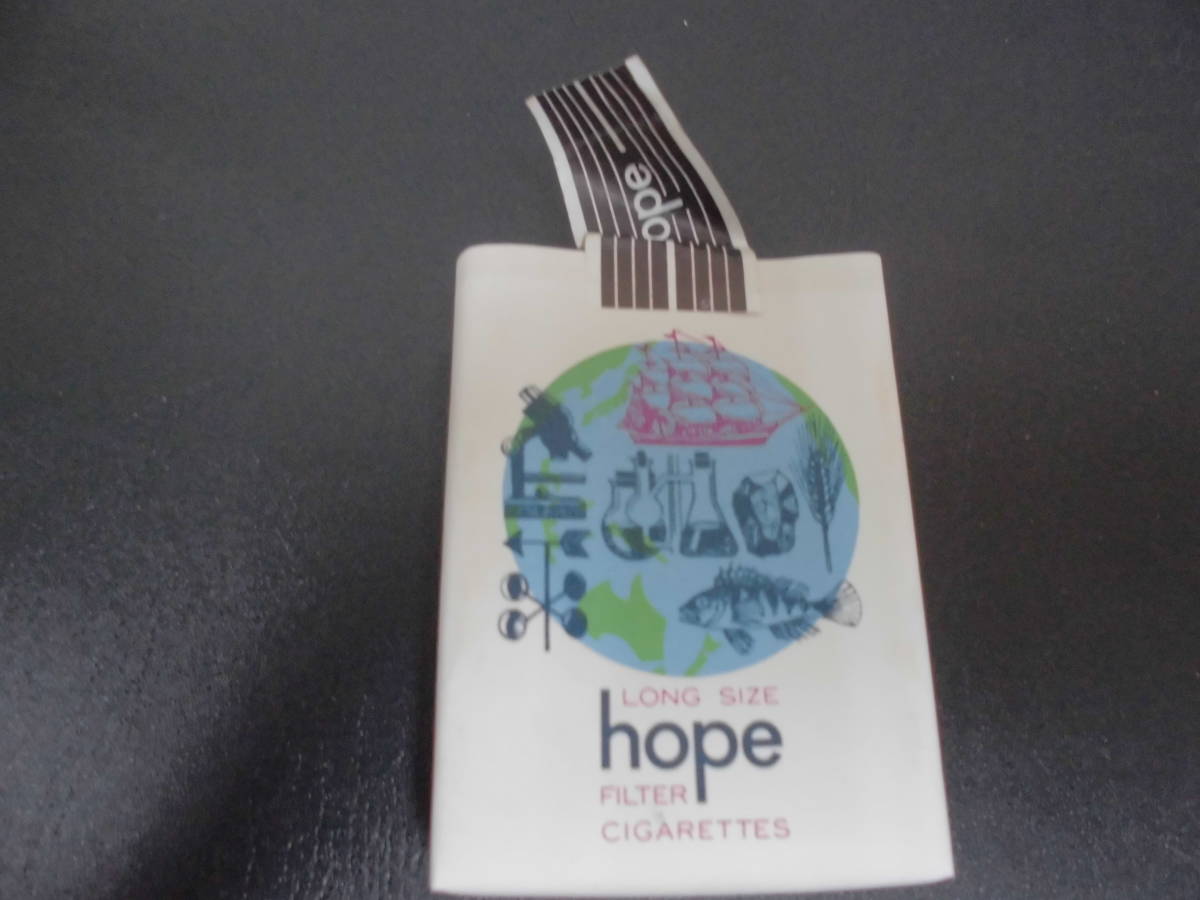 ope
LONG SIZE
hope
FILTER
CIGARETTES